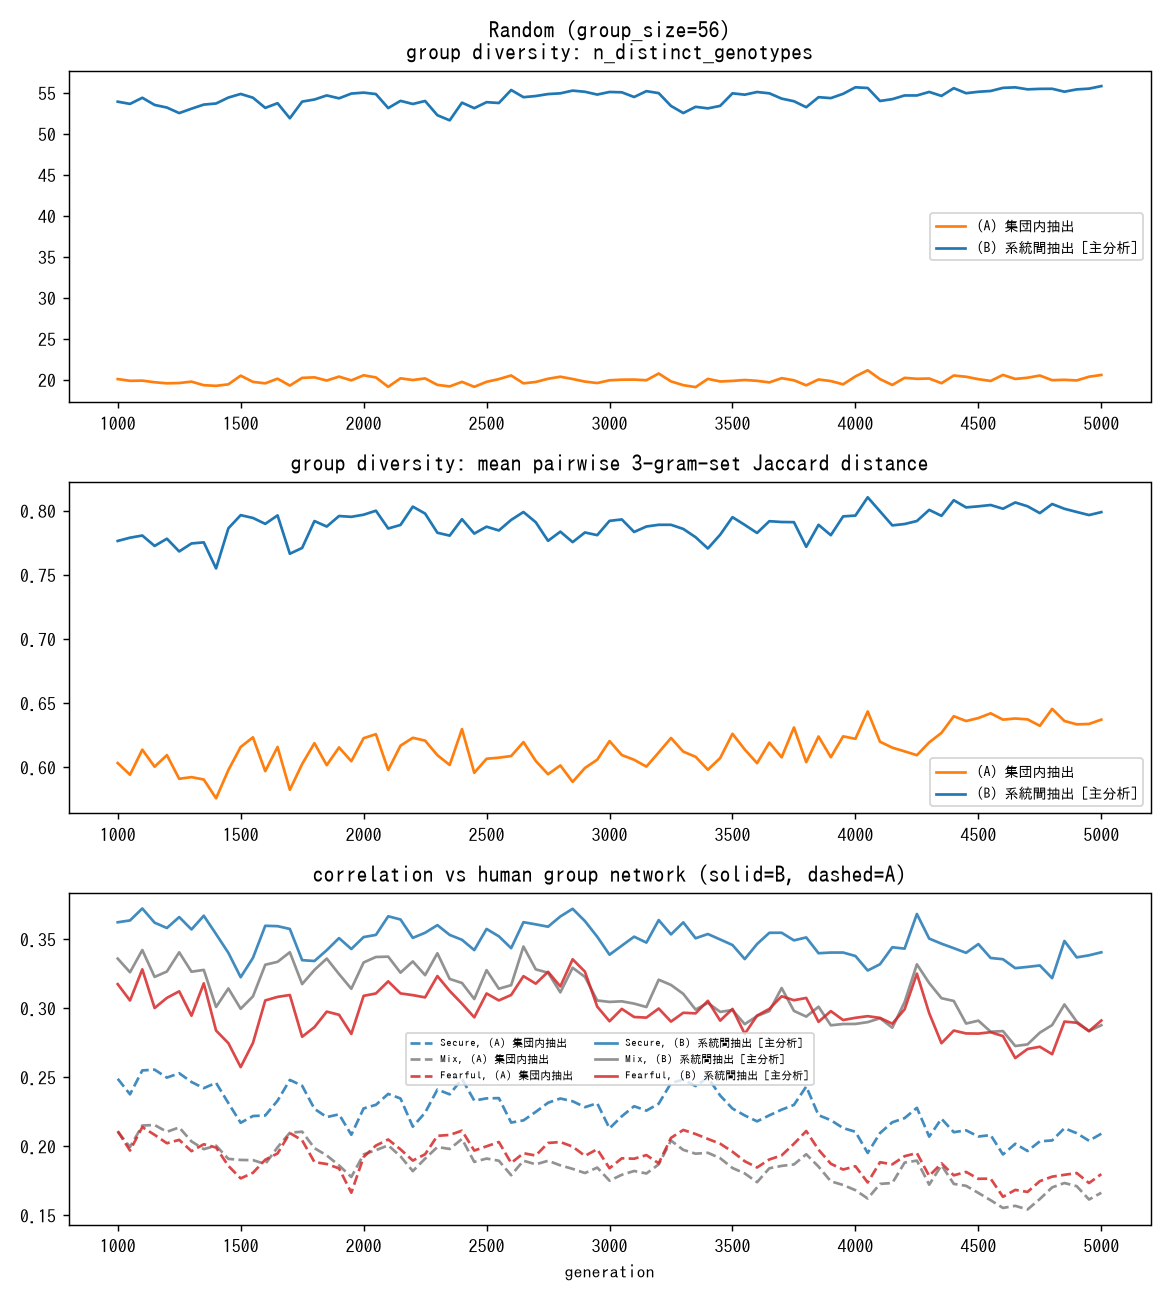 Random (group_size=56)
group diversity: n_distinct_genotypes
55
50
45
40
35
30
25
20
(A) 集団内抽出
(B) 系統間抽出 [主分析]
1000 1500 2000 2500 3000 3500 4000 4500 5000
group diversity: mean pairwise 3-gram-set Jaccard distance
0.80
0.75
0.70
0.65
0.60
(A) 集団内抽出
(B) 系統間抽出 [主分析]
1000 1500 2000 2500 3000 3500 4000 4500 5000
correlation vs human group network (solid=B, dashed=A)
0.35
0.30
0.25
0.20
0.15
Secure, (A) 集団内抽出 Secure, (B) 系統間抽出 [主分析]
Mix, (A) 集団内抽出 Mix, (B) 系統間抽出 [主分析]
Fearful, (A) 集団内抽出 Fearful, (B) 系統間抽出 [主分析]
1000 1500 2000 2500 3000 3500 4000 4500 5000
generation